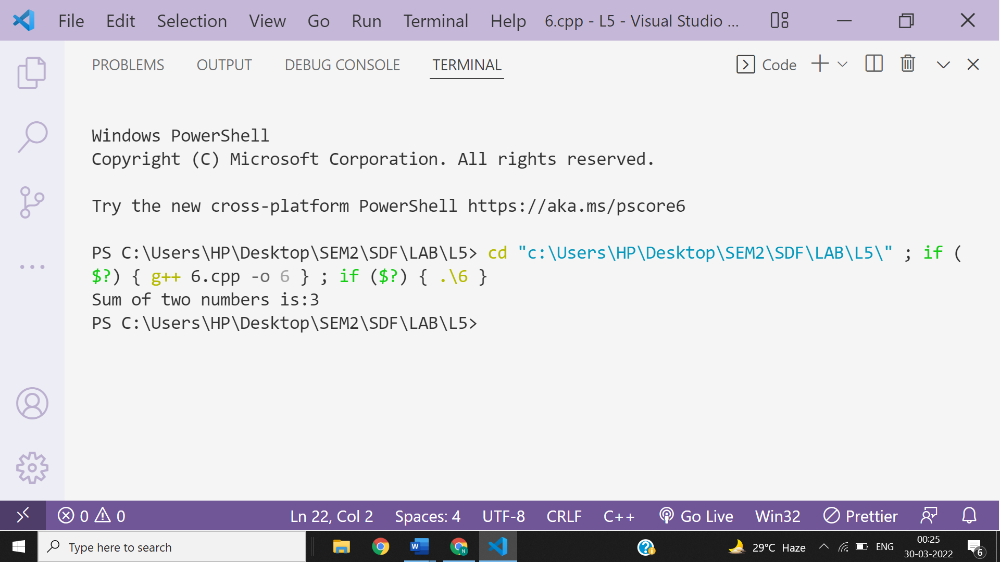 File Edit Selection View Go Run Terminal Help 6.cpp - L5 - Visual Studio ...
PROBLEMS OUTPUT DEBUG CONSOLE TERMINAL Code
Windows PowerShell
Copyright (C) Microsoft Corporation. All rights reserved.
Try the new cross-platform PowerShell https://aka.ms/pscore6
PS C:\Users\HP\Desktop\SEM2\SDF\LAB\L5> cd "c:\Users\HP\Desktop\SEM2\SDF\LAB\L5\" ; if (
$?) { g++ 6.cpp -o 6 } ; if ($?) { .\6 }
Sum of two numbers is:3
PS C:\Users\HP\Desktop\SEM2\SDF\LAB\L5>
0 0 Ln 22, Col 2 Spaces: 4 UTF-8 CRLF C++ Go Live Win32 Prettier
Type here to search W N 29°C Haze ENG 00:25
30-03-2022 6